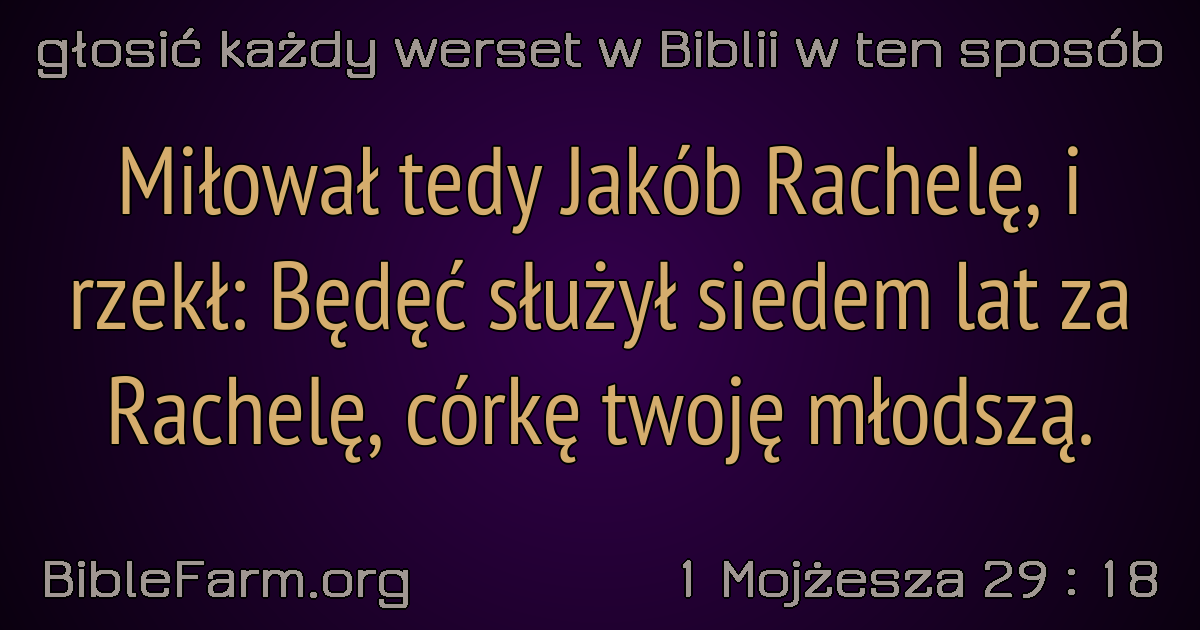 głosić każdy werset w Biblii w ten sposób
Miłował tedy Jakób Rachelę, i
rzekł: Będęć służył siedem lat za
Rachelę, córkę twoję młodszą.
BibleFarm.org
1 Mojżesza 29 : 18